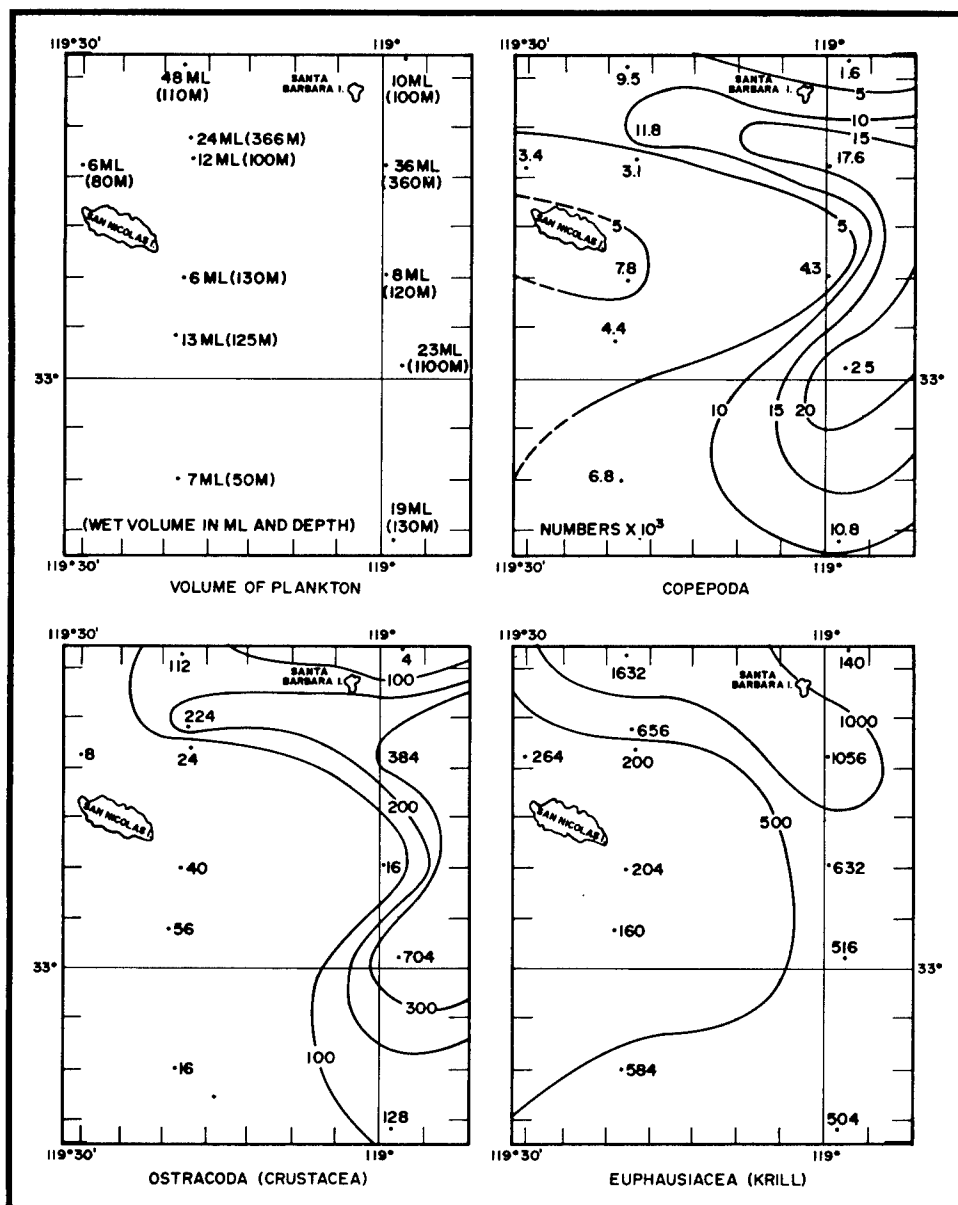 119°30' 119°
48ML
(110M)
SANTA
BARBARA I.
10ML
(100M)
24ML(366M)
12ML(100M)
6ML
(80M)
36ML
(360M)
SAN NICOLAS I.
6ML(130M)
8ML
(120M)
13ML(125M)
23ML
(1100M)
33°
7ML(50M)
19ML
(130M)
(WET VOLUME IN ML AND DEPTH)
119°30' 119°
VOLUME OF PLANKTON
119°30' 119°
9.5
SANTA
BARBARA I.
1.6
5
10
11.8
15
3.4
3.1
17.6
SAN NICOLAS I.
5
5
7.8
4.3
4.4
2.5
33°
10 15 20
6.8
NUMBERS X 10³
10.8
119°30' 119°
COPEPODA
119°30' 119°
112
4
SANTA
BARBARA I.
100
224
8
24
384
SAN NICOLAS I.
200
40
16
56
704
33°
300
100
16
128
119°30' 119°
OSTRACODA (CRUSTACEA)
119°30 119°
1632
SANTA
BARBARA I.
140
1000
656
264
200
1056
SAN NICOLAS I.
500
204
632
160
516
33°
584
504
119°30' 119°
EUPHAUSIACEA (KRILL)